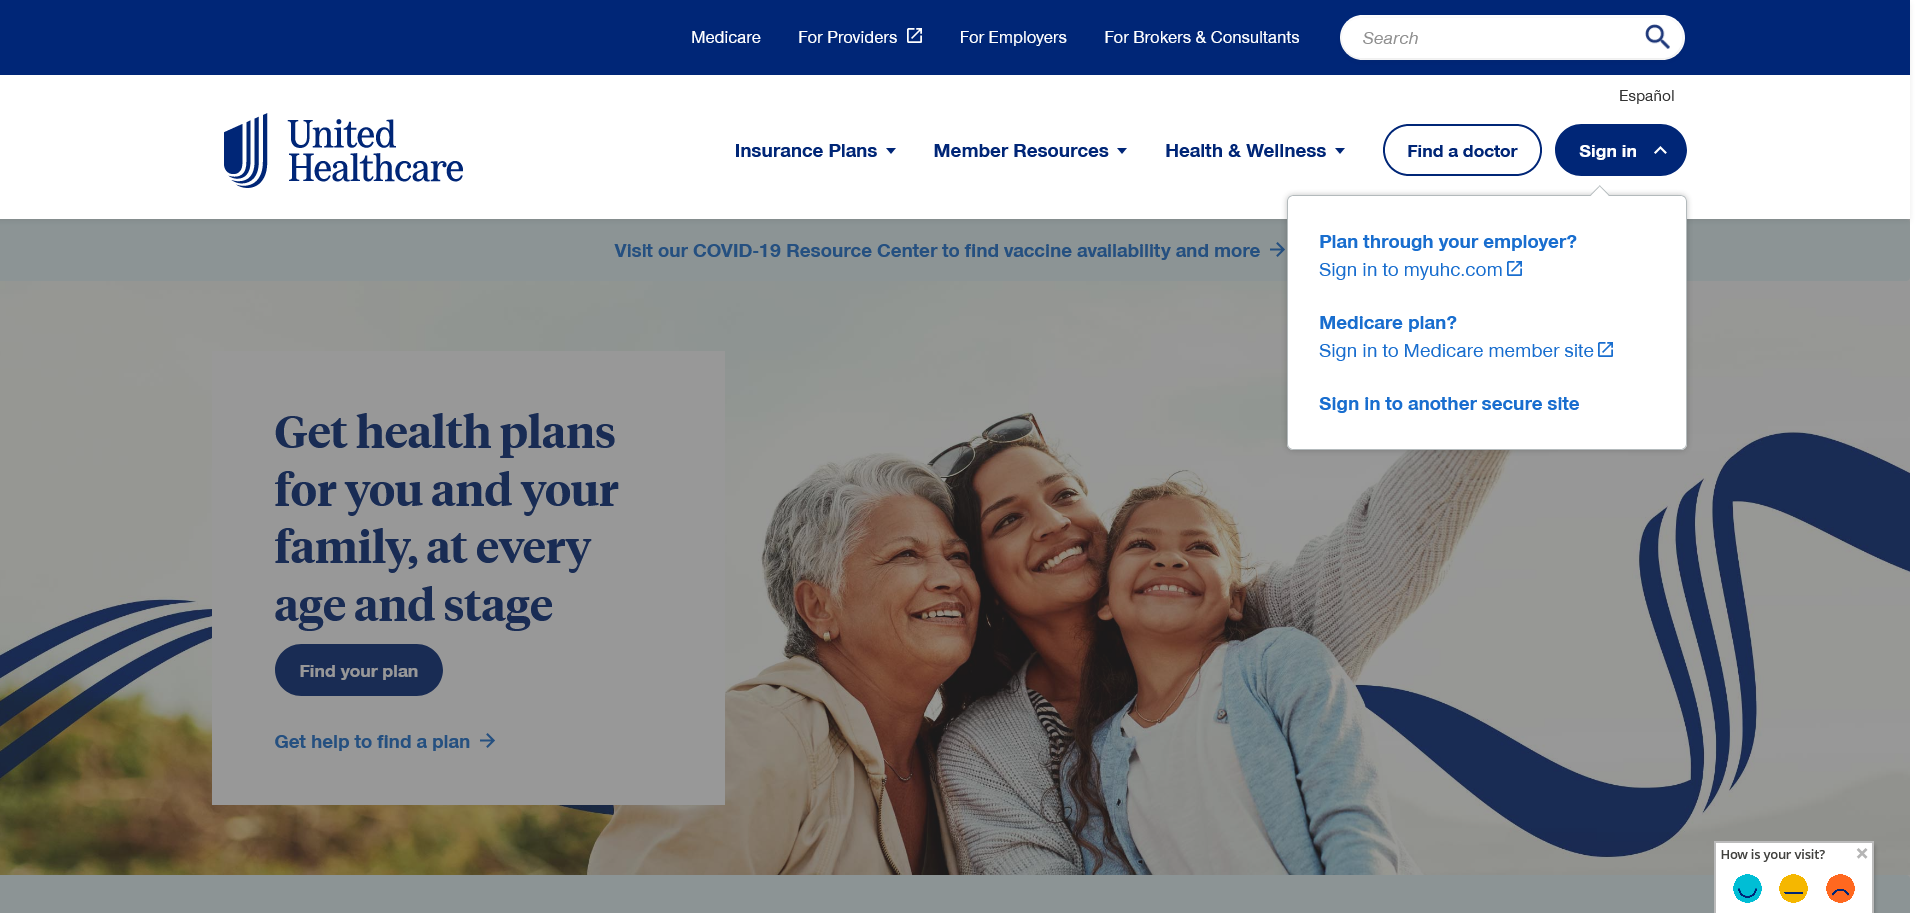 Medicare For Providers For Employers For Brokers & Consultants Search
Español
United
Healthcare
Insurance Plans Member Resources Health & Wellness Find a doctor Sign in
Visit our COVID-19 Resource Center to find vaccine availability and more
Plan through your employer?
Sign in to myuhc.com
Medicare plan?
Sign in to Medicare member site
Sign in to another secure site
Get health plans
for you and your
family, at every
age and stage
Find your plan
Get help to find a plan
How is your visit?